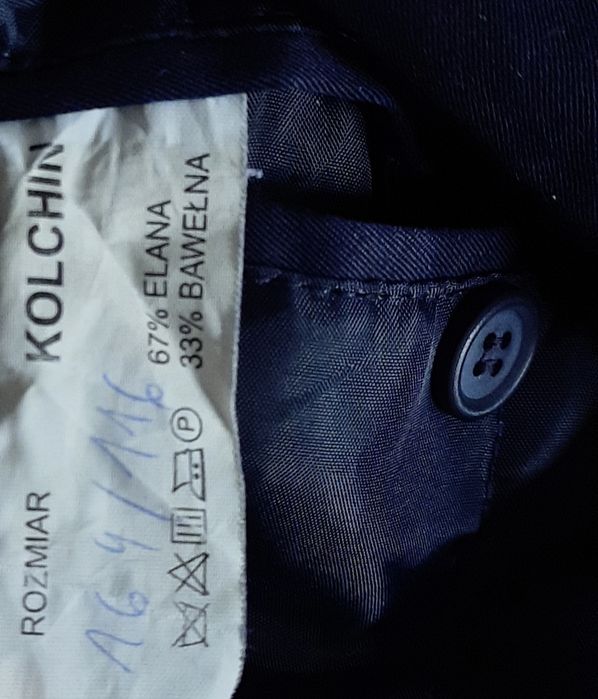 KOLCHIN
67% ELANA
33% BAWEŁNA
ROZMIAR
164/116
P